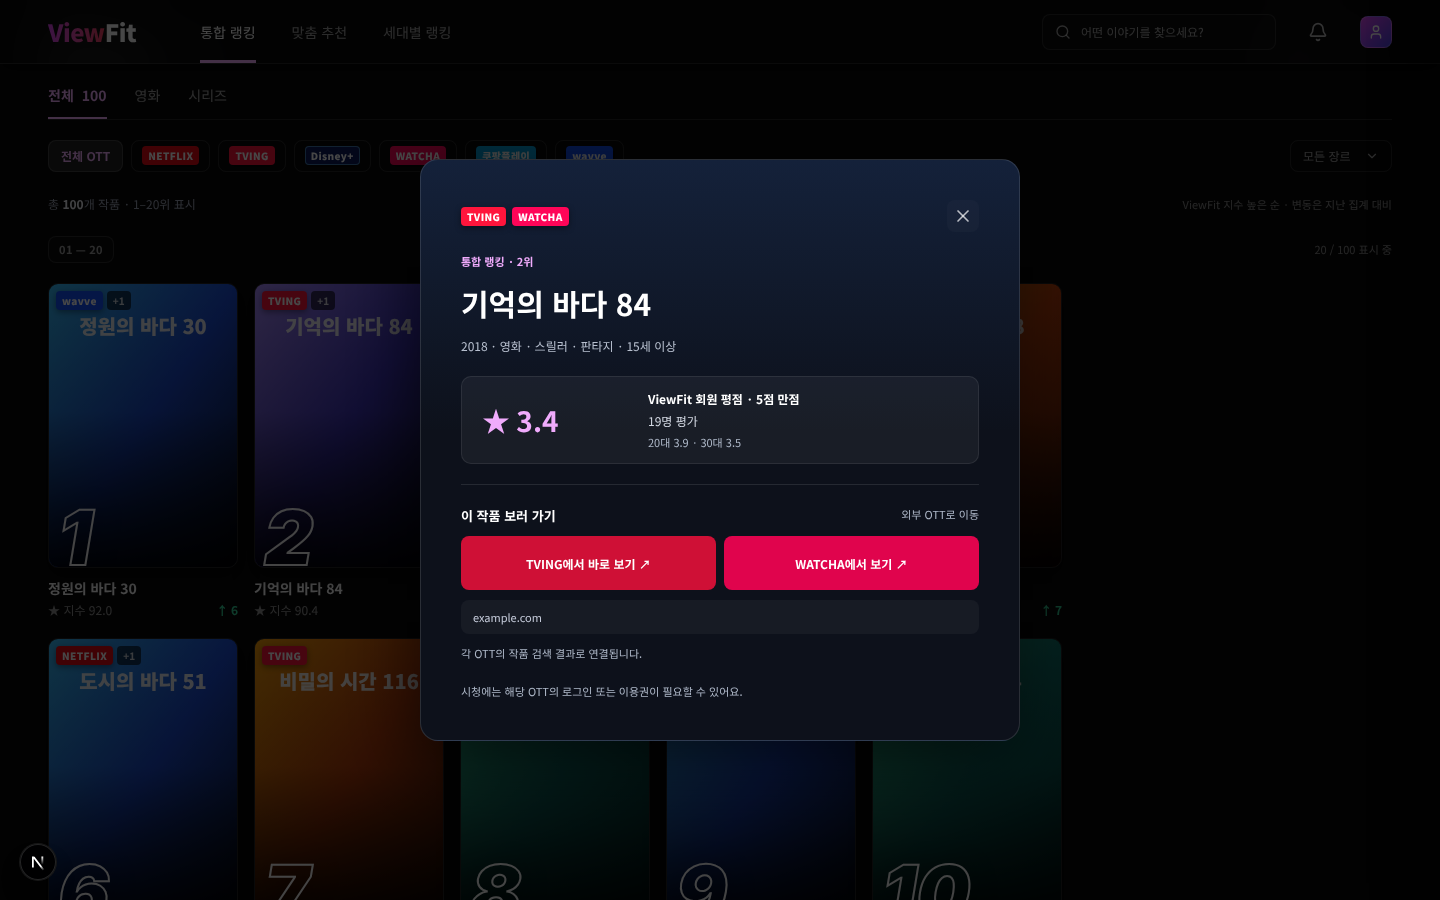 ViewFit
통합 랭킹
맞춤 추천
세대별 랭킹
어떤 이야기를 찾으세요?
전체 100
영화
시리즈
전체 OTT
NETFLIX
TVING
Disney+
WATCHA
쿠팡플레이
wavve
모든 장르
총 100개 작품 · 1–20위 표시
ViewFit 지수 높은 순 · 변동은 지난 집계 대비
01 — 20
20 / 100 표시 중
wavve +1
정원의 바다 30
1
정원의 바다 30
★ 지수 92.0
↑ 6
TVING +1
기억의 바다 84
2
기억의 바다 84
★ 지수 90.4
↑ 7
NETFLIX +1
도시의 바다 51
6
TVING
비밀의 시간 116
7
8
9
10
TVING WATCHA
통합 랭킹 · 2위
기억의 바다 84
2018 · 영화 · 스릴러 · 판타지 · 15세 이상
★ 3.4
ViewFit 회원 평점 · 5점 만점
19명 평가
20대 3.9 · 30대 3.5
이 작품 보러 가기
외부 OTT로 이동
TVING에서 바로 보기 ↗
WATCHA에서 보기 ↗
example.com
각 OTT의 작품 검색 결과로 연결됩니다.
시청에는 해당 OTT의 로그인 또는 이용권이 필요할 수 있어요.
N